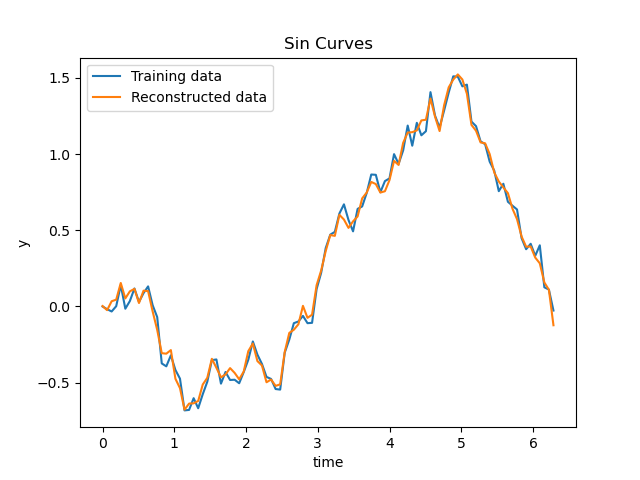 Sin Curves
Training data
Reconstructed data
1.5
1.0
0.5
0.0
−0.5
y
0 1 2 3 4 5 6
time